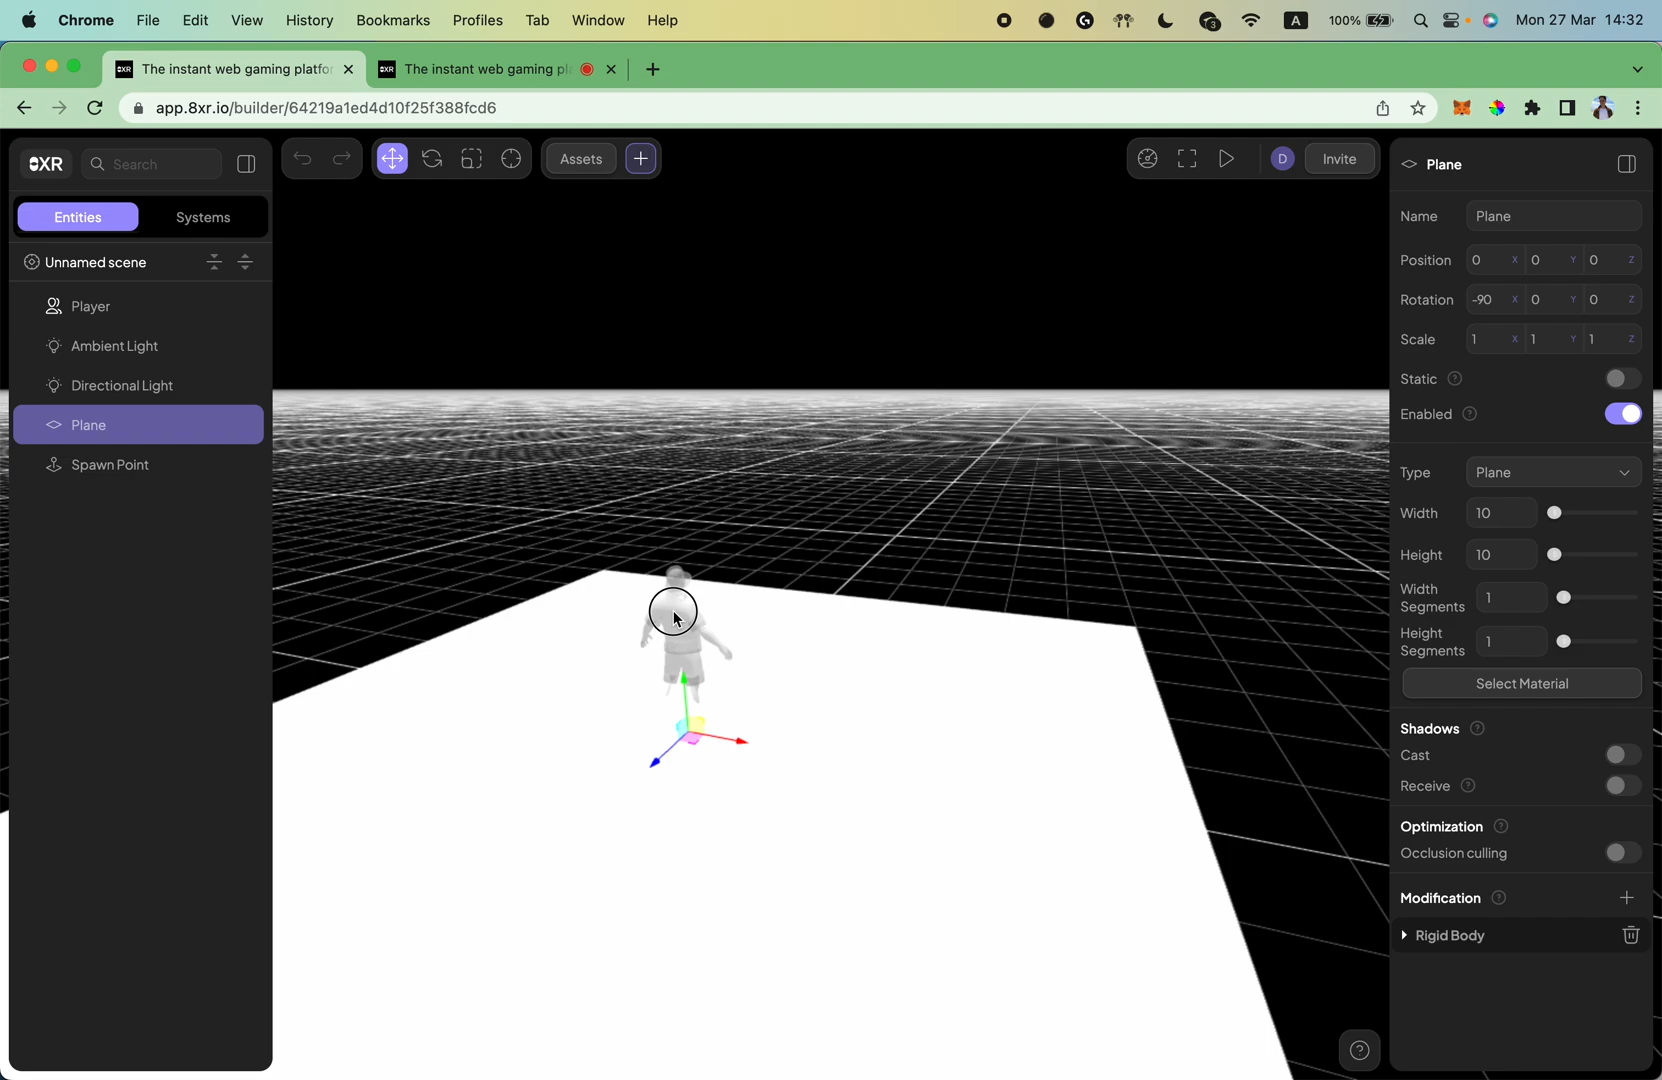 Chrome File Edit View History Bookmarks Profiles Tab Window Help 3 A 100% Mon 27 Mar 14:32
The instant web gaming platfor The instant web gaming pl
app.8xr.io/builder/64219a1ed4d10f25f388fcd6
8XR Search Assets D Invite
Entities Systems
Unnamed scene
Player
Ambient Light
Directional Light
Plane
Spawn Point
Plane
Name Plane
Position 0 X 0 Y 0 Z
Rotation -90 X 0 Y 0 Z
Scale 1 X 1 Y 1 Z
Static ?
Enabled ?
Type Plane
Width 10
Height 10
Width
Segments 1
Height
Segments 1
Select Material
Shadows ?
Cast
Receive ?
Optimization ?
Occlusion culling
Modification ?
Rigid Body
?